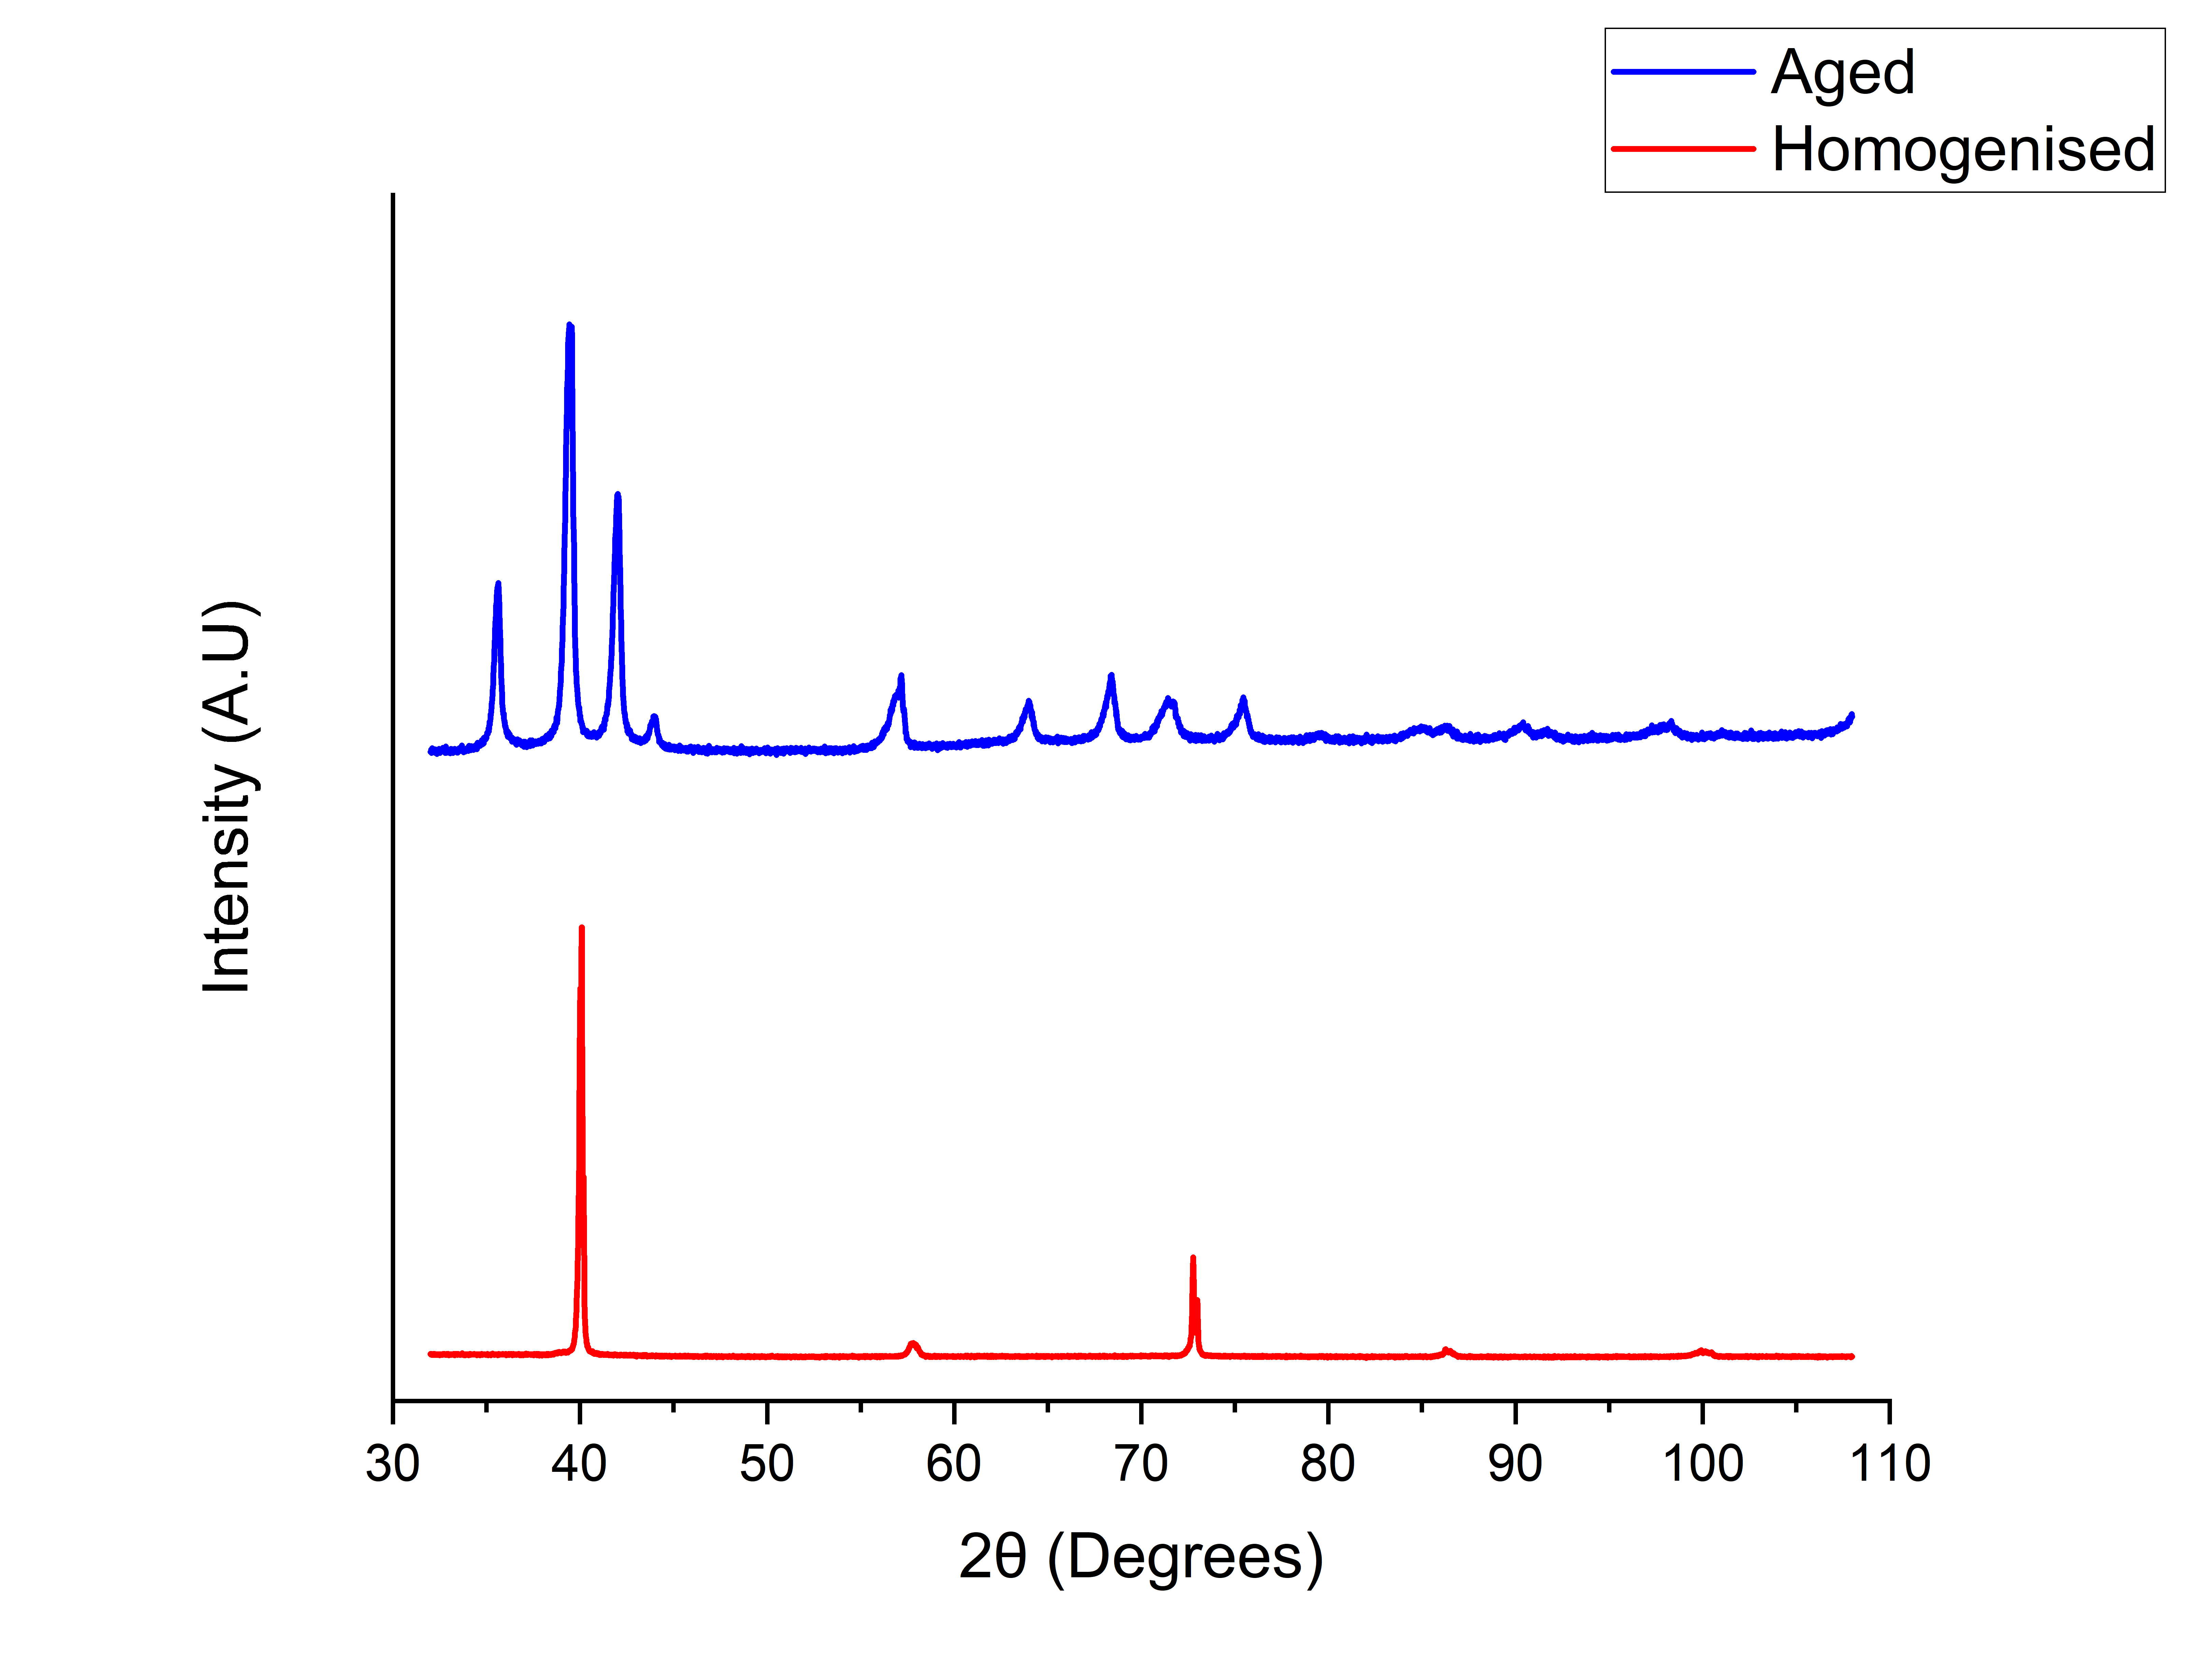 Aged
Homogenised
Intensity (A.U)
30 40 50 60 70 80 90 100 110
2θ (Degrees)